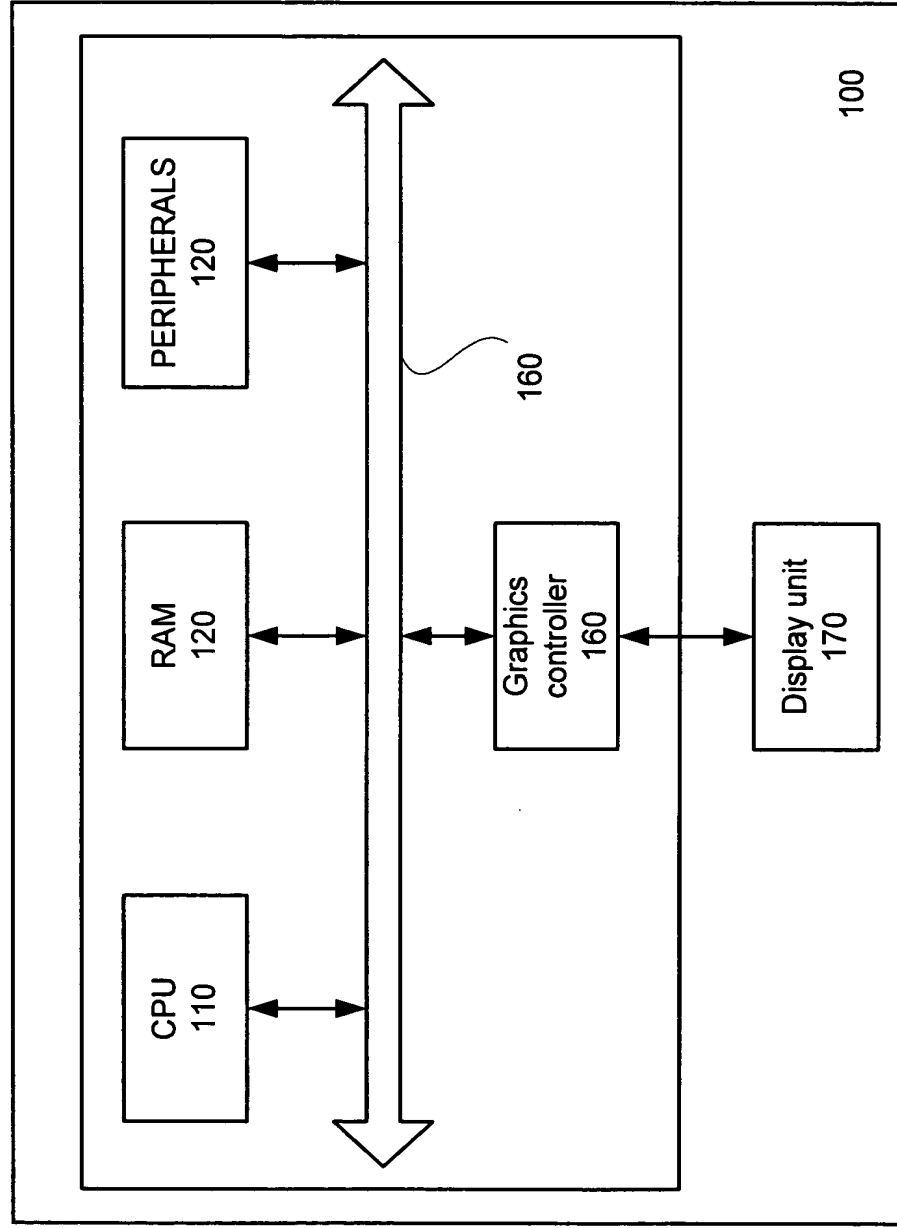 CPU
110
RAM
120
PERIPHERALS
120
160
Graphics
controller
160
Display unit
170
100